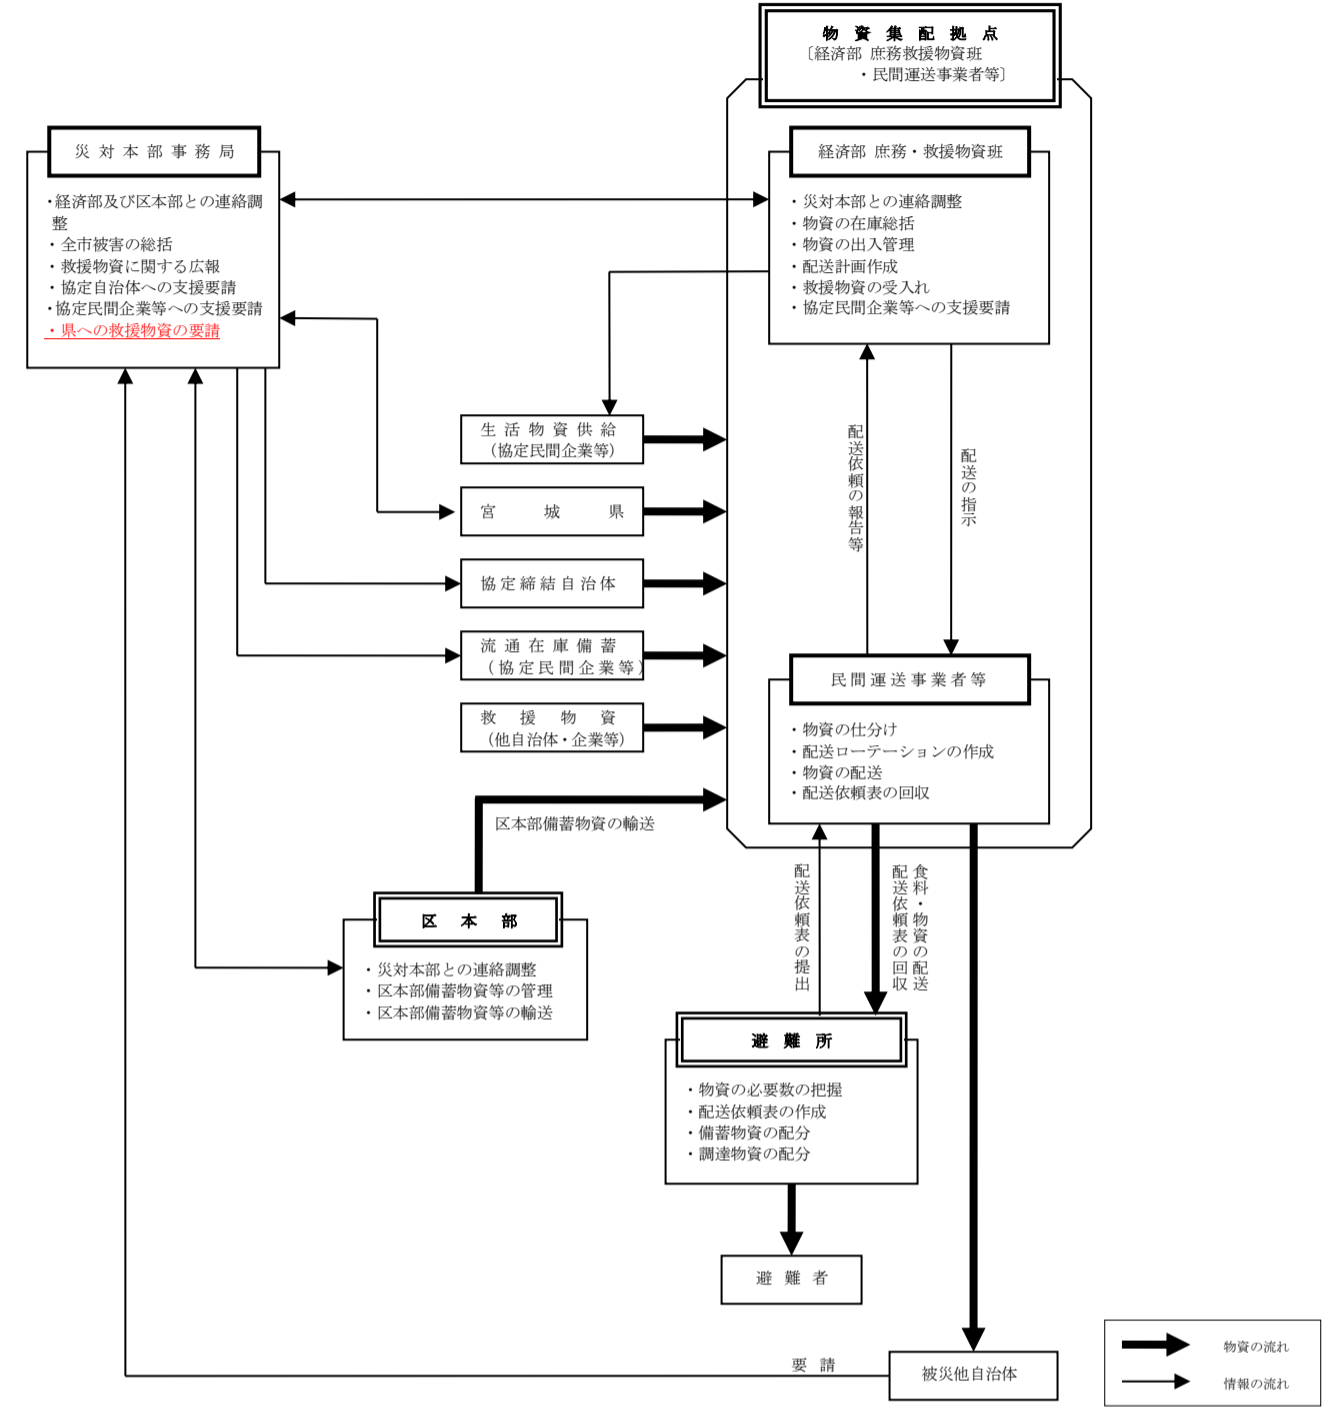 物資集配拠点
〔経済部 庶務救援物資班
・民間運送事業者等〕
災対本部事務局
・経済部及び区本部との連絡調
整
・全市被害の総括
・救援物資に関する広報
・協定自治体への支援要請
・協定民間企業等への支援要請
・県への救援物資の要請
経済部 庶務・救援物資班
・災対本部との連絡調整
・物資の在庫総括
・物資の出入管理
・配送計画作成
・救援物資の受入れ
・協定民間企業等への支援要請
生活物資供給
（協定民間企業等）
宮城県
協定締結自治体
流通在庫備蓄
（協定民間企業等）
救援物資
（他自治体・企業等）
配送依頼の報告等
配送の指示
民間運送事業者等
・物資の仕分け
・配送ローテーションの作成
・物資の配送
・配送依頼表の回収
区本部備蓄物資の輸送
区本部
・災対本部との連絡調整
・区本部備蓄物資等の管理
・区本部備蓄物資等の輸送
配送依頼表の提出
食料・物資の配送
配送依頼表の回収
避難所
・物資の必要数の把握
・配送依頼表の作成
・備蓄物資の配分
・調達物資の配分
避難者
要請
被災他自治体
物資の流れ
情報の流れ